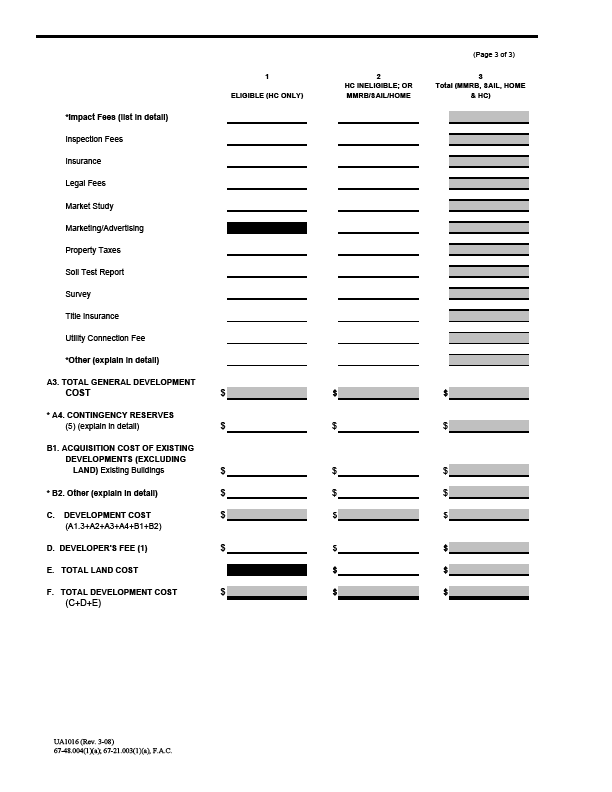 (Page 3 of 3)
1 2 3
HC INELIGIBLE; OR Total (MMRB, SAIL, HOME
ELIGIBLE (HC ONLY) MMRB/SAIL/HOME & HC)
*Impact Fees (list in detail)
Inspection Fees
Insurance
Legal Fees
Market Study
Marketing/Advertising
Property Taxes
Soil Test Report
Survey
Title Insurance
Utility Connection Fee
*Other (explain in detail)
A3. TOTAL GENERAL DEVELOPMENT
COST $ $ $
* A4. CONTINGENCY RESERVES
(5) (explain in detail) $ $ $
B1. ACQUISITION COST OF EXISTING
DEVELOPMENTS (EXCLUDING
LAND) Existing Buildings $ $ $
* B2. Other (explain in detail) $ $ $
C. DEVELOPMENT COST $ $ $
(A1.3+A2+A3+A4+B1+B2)
D. DEVELOPER'S FEE (1) $ $ $
E. TOTAL LAND COST $ $
F. TOTAL DEVELOPMENT COST $ $ $
(C+D+E)
UA1016 (Rev. 3-08)
67-48.004(1)(a); 67-21.003(1)(a), F.A.C.